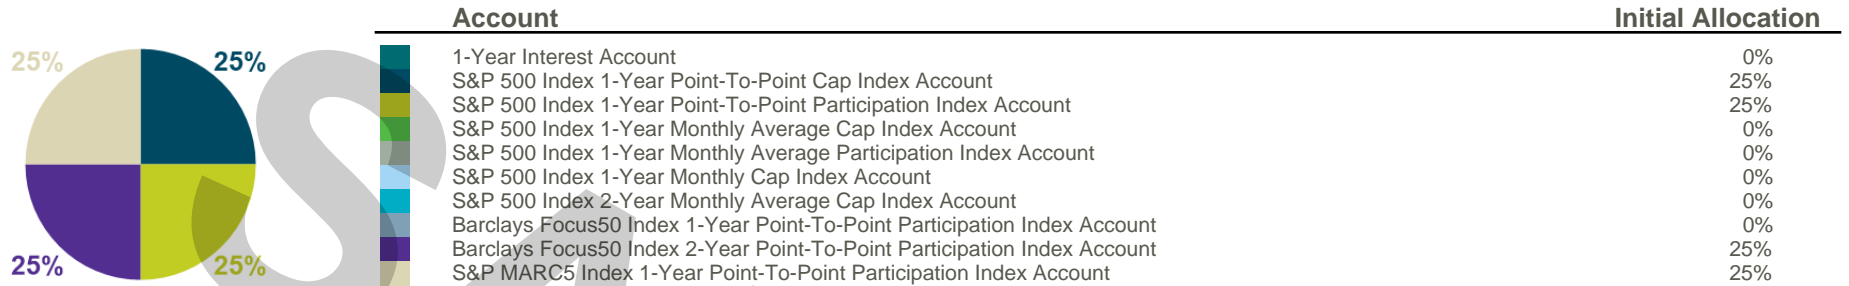 Account Initial Allocation
25% 25%
1-Year Interest Account 0%
S&P 500 Index 1-Year Point-To-Point Cap Index Account 25%
S&P 500 Index 1-Year Point-To-Point Participation Index Account 25%
S&P 500 Index 1-Year Monthly Average Cap Index Account 0%
S&P 500 Index 1-Year Monthly Average Participation Index Account 0%
S&P 500 Index 1-Year Monthly Cap Index Account 0%
S&P 500 Index 2-Year Monthly Average Cap Index Account 0%
Barclays Focus50 Index 1-Year Point-To-Point Participation Index Account 0%
Barclays Focus50 Index 2-Year Point-To-Point Participation Index Account 25%
S&P MARC5 Index 1-Year Point-To-Point Participation Index Account 25%
25% 25%